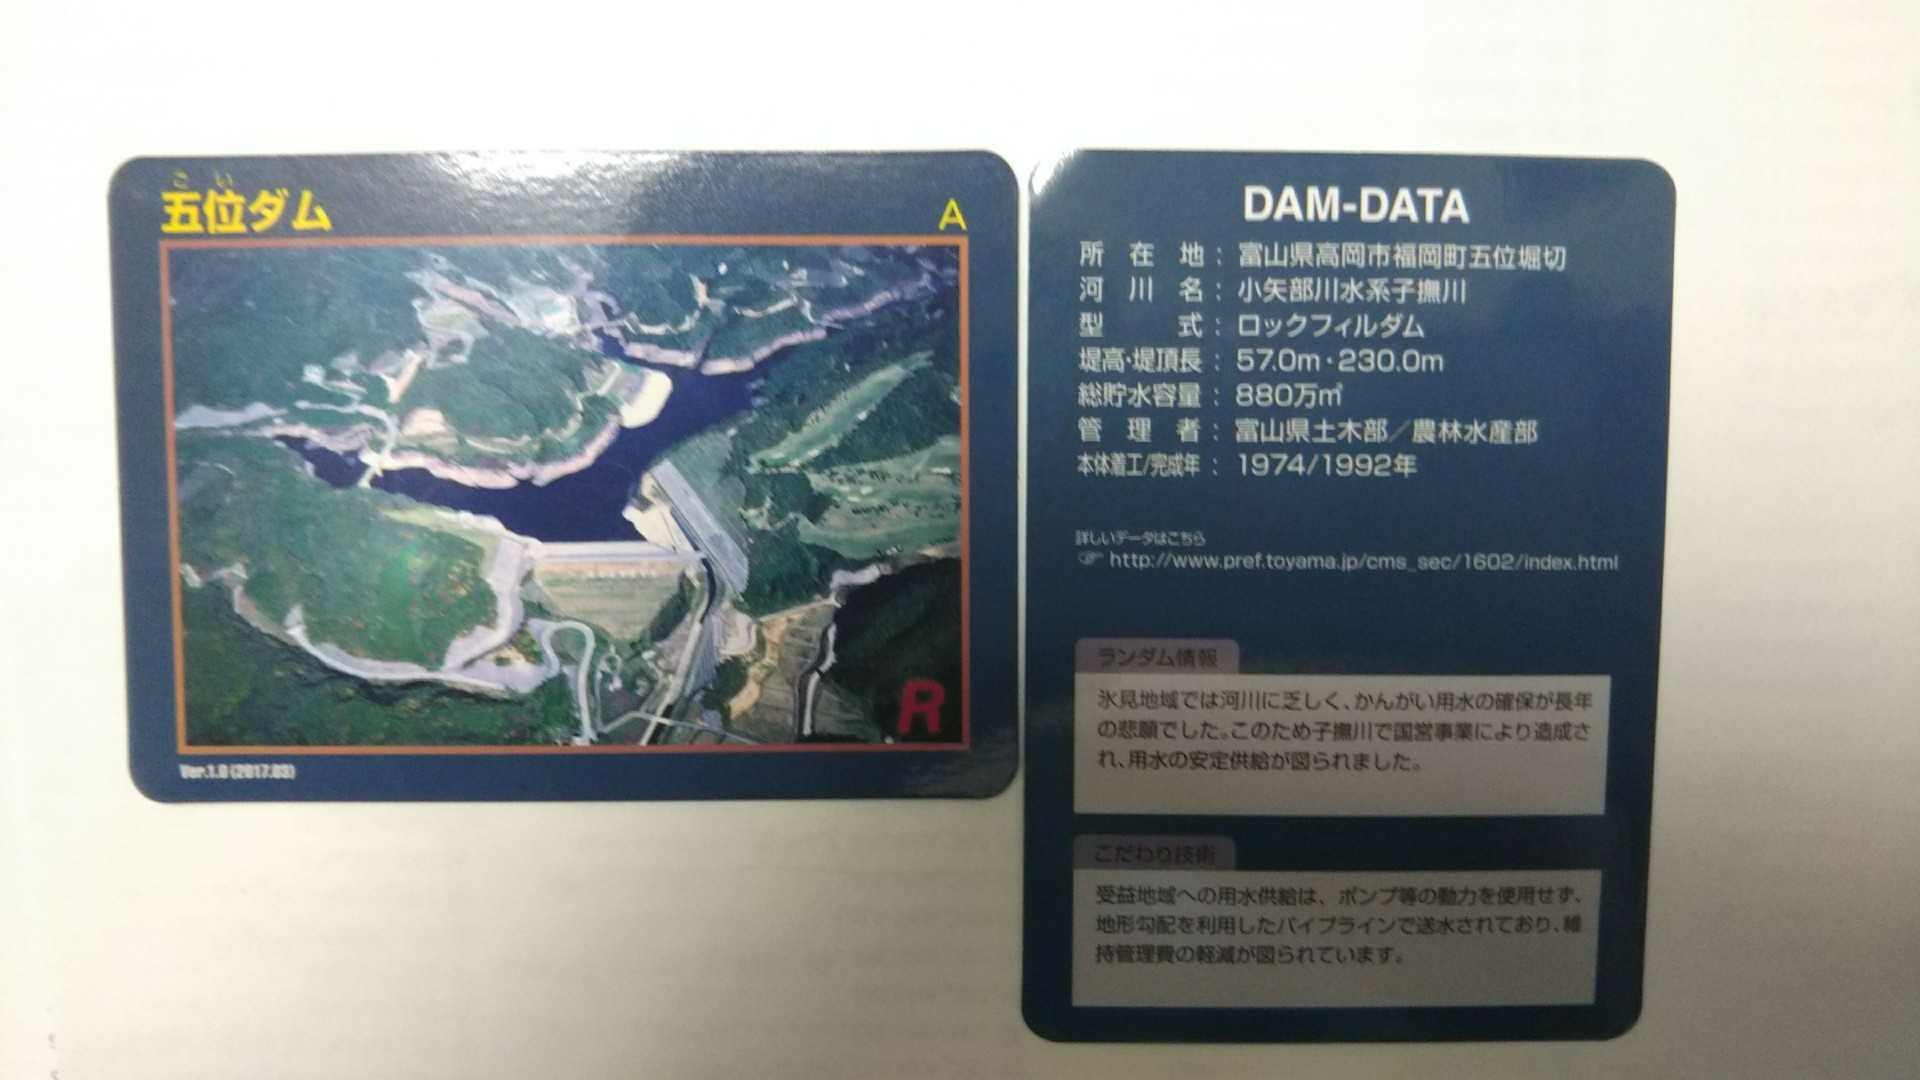 ごい
五位ダム
A
R
Ver.1.0 (2017.03)
DAM-DATA
所在地：富山県高岡市福岡町五位堀切
河川名：小矢部川水系子撫川
型式：ロックフィルダム
堤高・堤頂長：57.0m・230.0m
総貯水容量：880万㎥
管理者：富山県土木部／農林水産部
本体着工/完成年：1974/1992年
詳しいデータはこちら
☞ http://www.pref.toyama.jp/cms_sec/1602/index.html
ランダム情報
氷見地域では河川に乏しく、かんがい用水の確保が長年
の悲願でした。このため子撫川で国営事業により造成さ
れ、用水の安定供給が図られました。
こだわり技術
受益地域への用水供給は、ポンプ等の動力を使用せず、
地形勾配を利用したパイプラインで送水されており、維
持管理費の軽減が図られています。